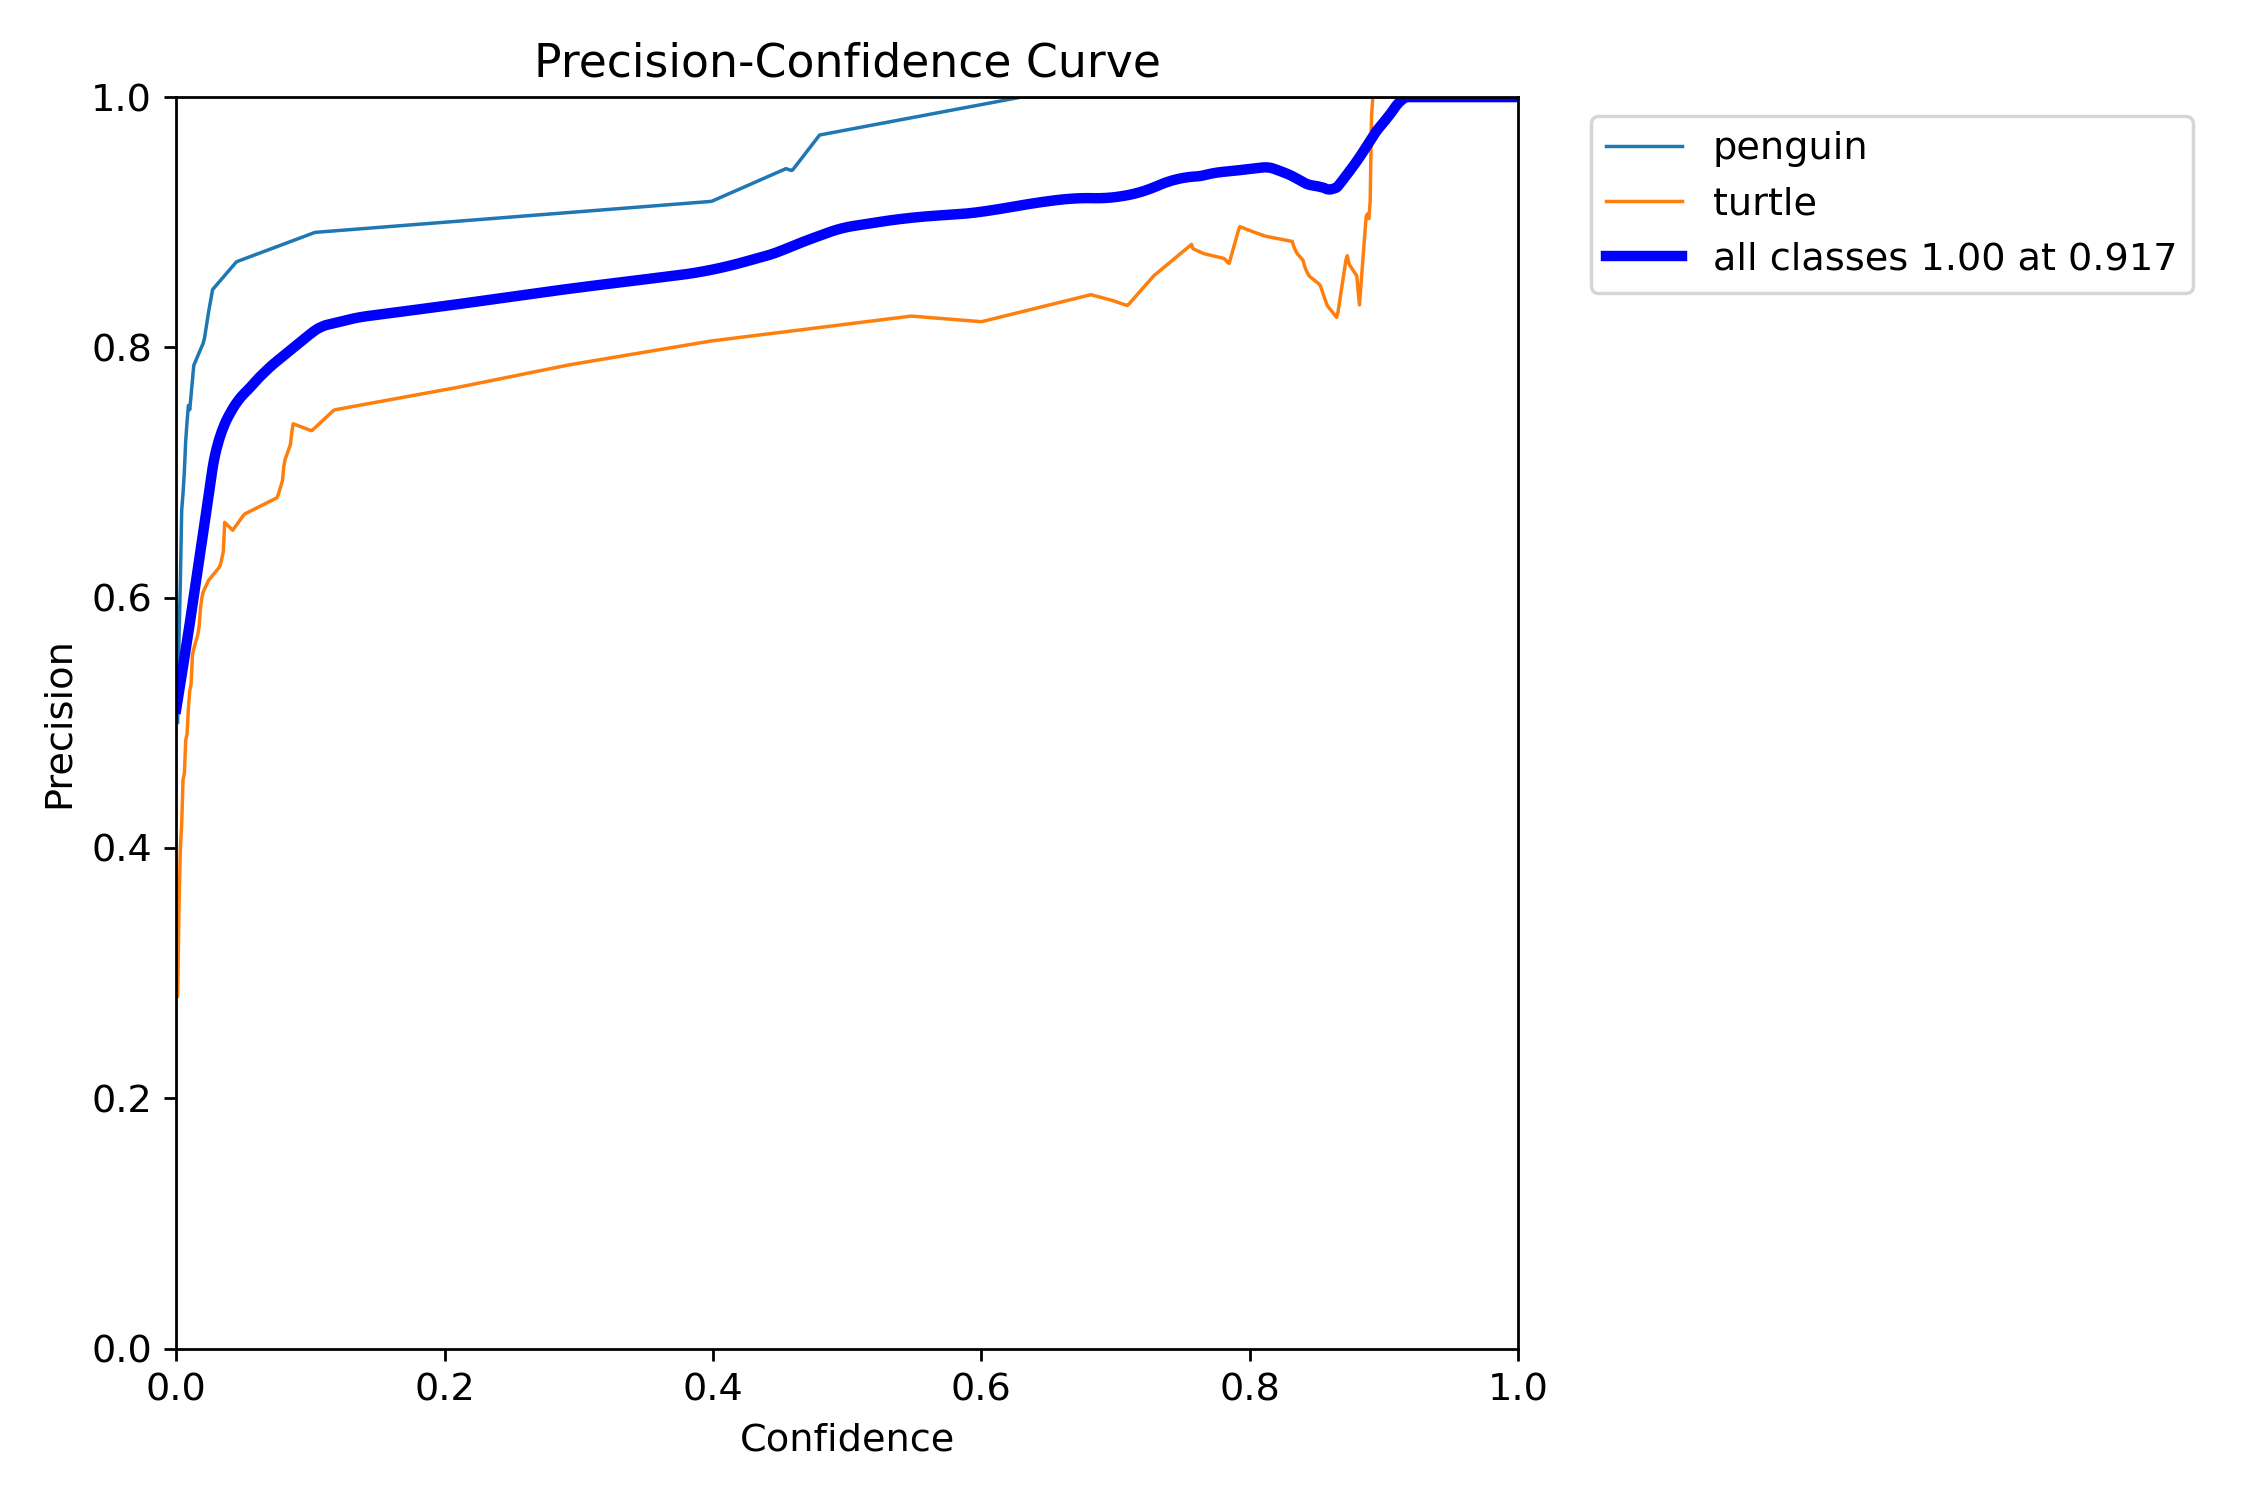 Precision-Confidence Curve
penguin
turtle
all classes 1.00 at 0.917
Precision
1.0
0.8
0.6
0.4
0.2
0.0
0.0 0.2 0.4 0.6 0.8 1.0
Confidence